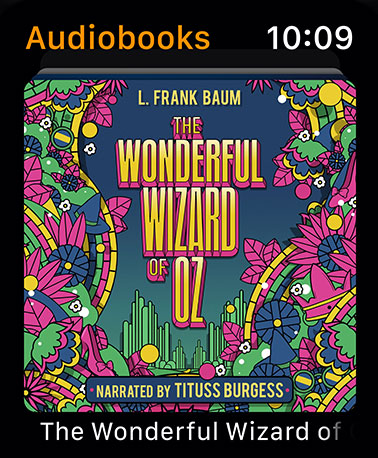 Audiobooks 10:09
L. FRANK BAUM
THE
WONDERFUL
WIZARD
OF OZ
NARRATED BY TITUSS BURGESS
The Wonderful Wizard of